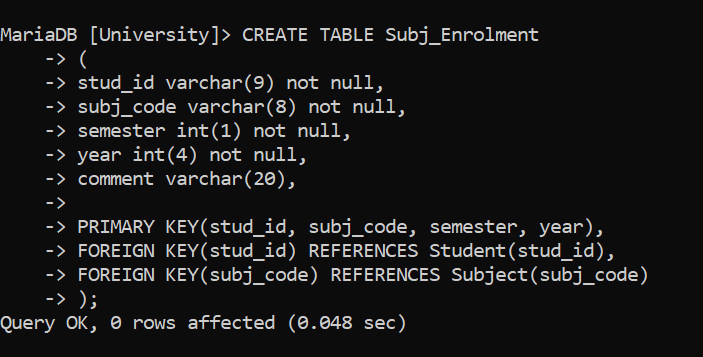 MariaDB [University]> CREATE TABLE Subj_Enrolment
    -> (
    -> stud_id varchar(9) not null,
    -> subj_code varchar(8) not null,
    -> semester int(1) not null,
    -> year int(4) not null,
    -> comment varchar(20),
    ->
    -> PRIMARY KEY(stud_id, subj_code, semester, year),
    -> FOREIGN KEY(stud_id) REFERENCES Student(stud_id),
    -> FOREIGN KEY(subj_code) REFERENCES Subject(subj_code)
    -> );
Query OK, 0 rows affected (0.048 sec)